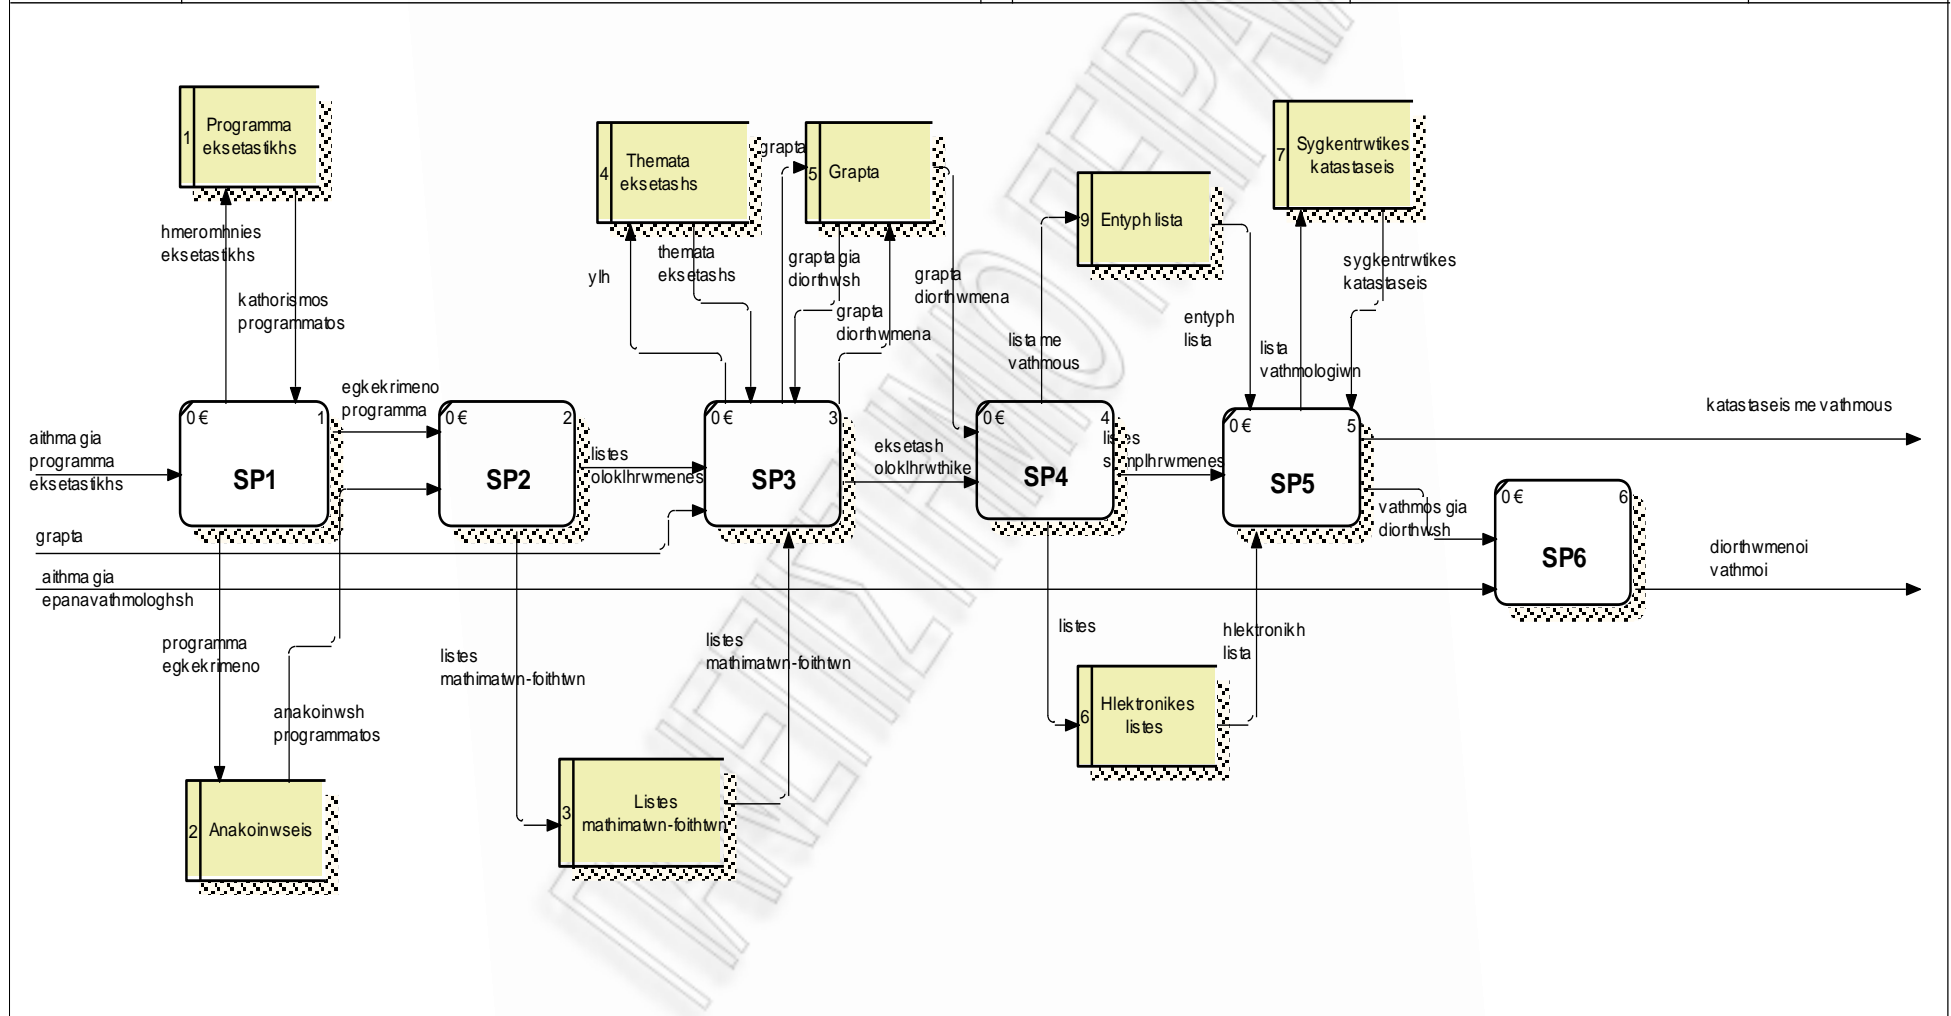 1
Programma
eksetastikhs
hmeromhnies
eksetastikhs
kathorismos
programmatos
4
Themata
eksetashs
ylh
themata
eksetashs
grapta
5
Grapta
grapta gia
diorthwsh
grapta
diorthwmena
grapta
diorthwmena
9
Entyph lista
lista me
vathmous
entyph
lista
7
Sygkentrwtikes
katastaseis
sygkentrwtikes
katastaseis
lista
vathmologiwn
aithma gia
programma
eksetastikhs
0 €
1
SP1
egkekrimeno
programma
0 €
2
SP2
listes
oloklhrwmenes
0 €
3
SP3
eksetash
oloklhrwthike
0 €
4
SP4
listes
symplhrwmenes
0 €
5
SP5
katastaseis me vathmous
vathmos gia
diorthwsh
0 €
6
SP6
diorthwmenoi
vathmoi
grapta
aithma gia
epanavathmologhsh
programma
egkekrimeno
anakoinwsh
programmatos
2
Anakoinwseis
listes
mathimatwn-foithtwn
3
Listes
mathimatwn-foithtwn
listes
mathimatwn-foithtwn
listes
6
Hlektronikes
listes
hlektronikh
lista
ΠΑΝΕΠΙΣΤΗΜΙΟ ΠΕΙΡΑ